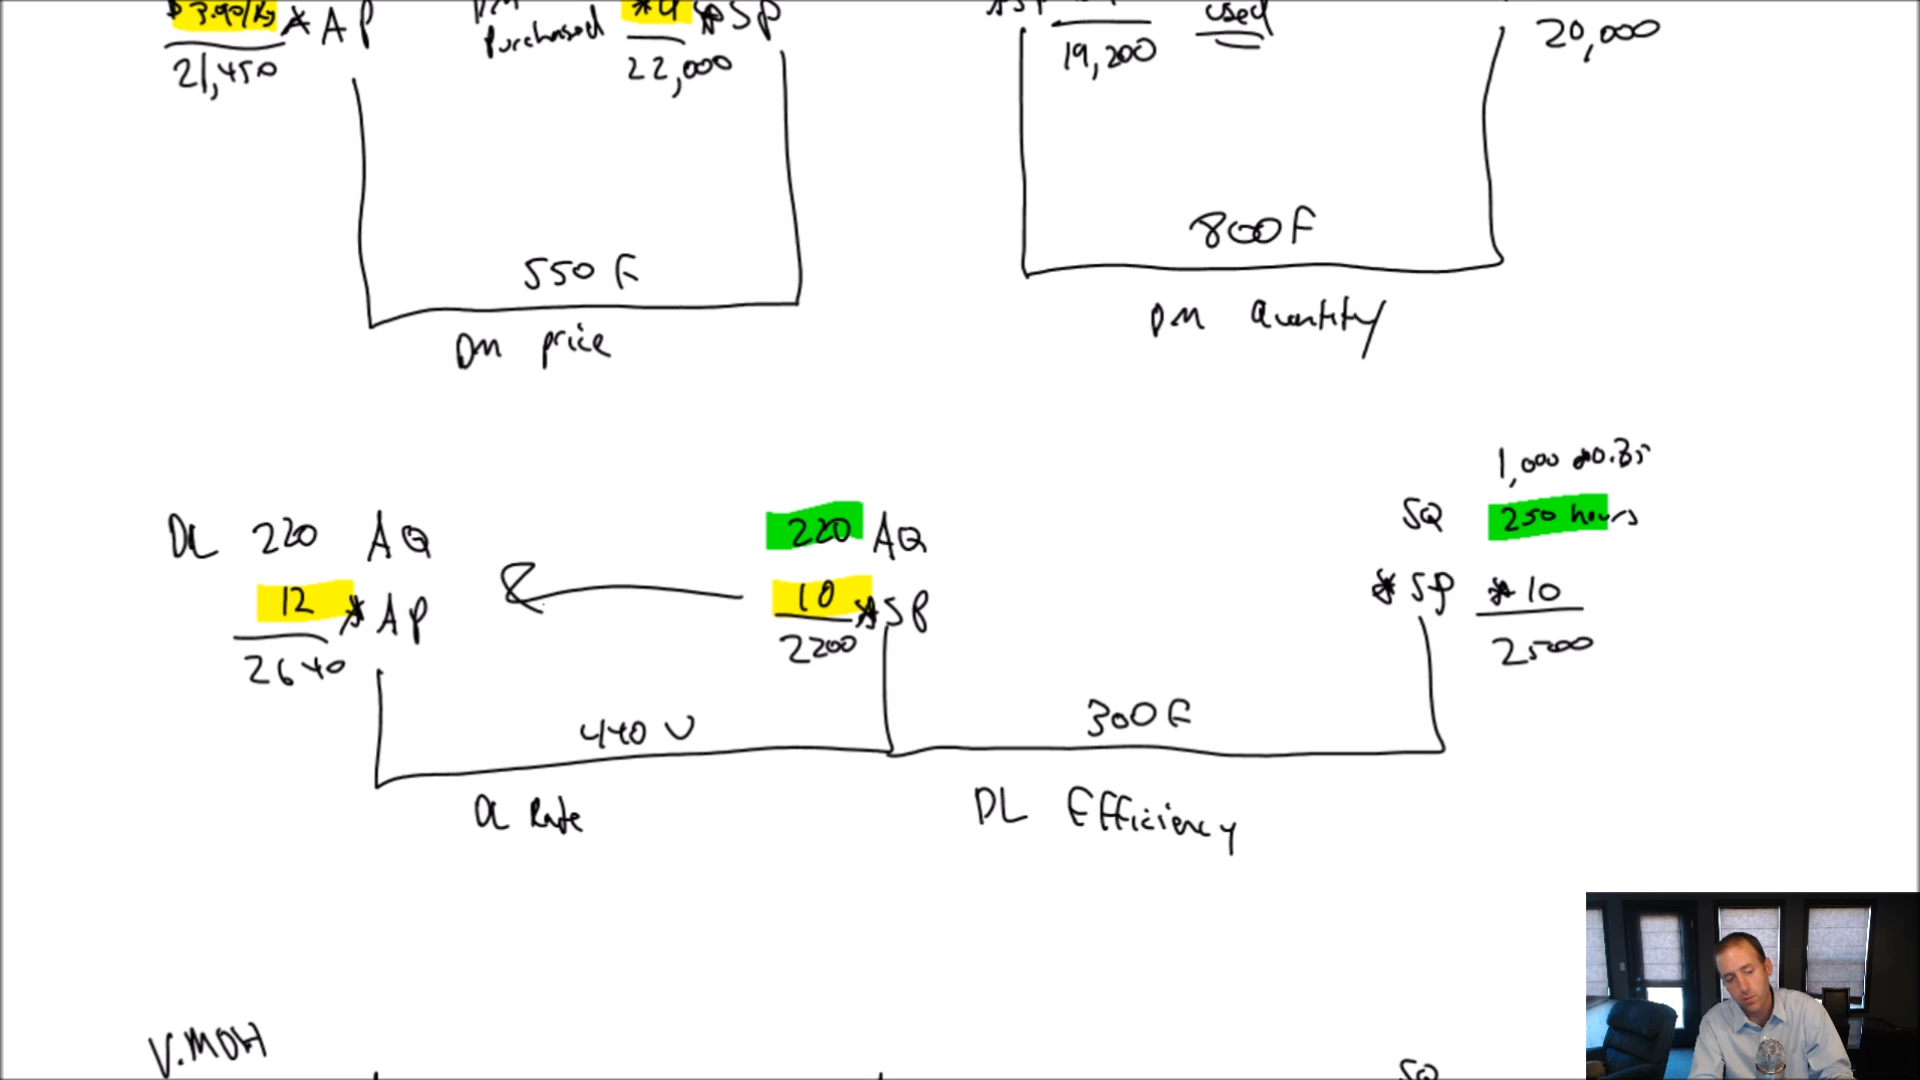 $3.90/kg * AP
21,450
Purchased
*4 *SP
22,000
19,200
used
20,000
550 F
DM price
800 F
DM Quantity
1,000 * 0.25
DL 220 AQ
220 AQ
SQ 250 hours
12 * AP
10 * SP
* SP * 10
2640
2200
2500
440 U
300 F
DL Rate
DL Efficiency
V.MOH
SQ